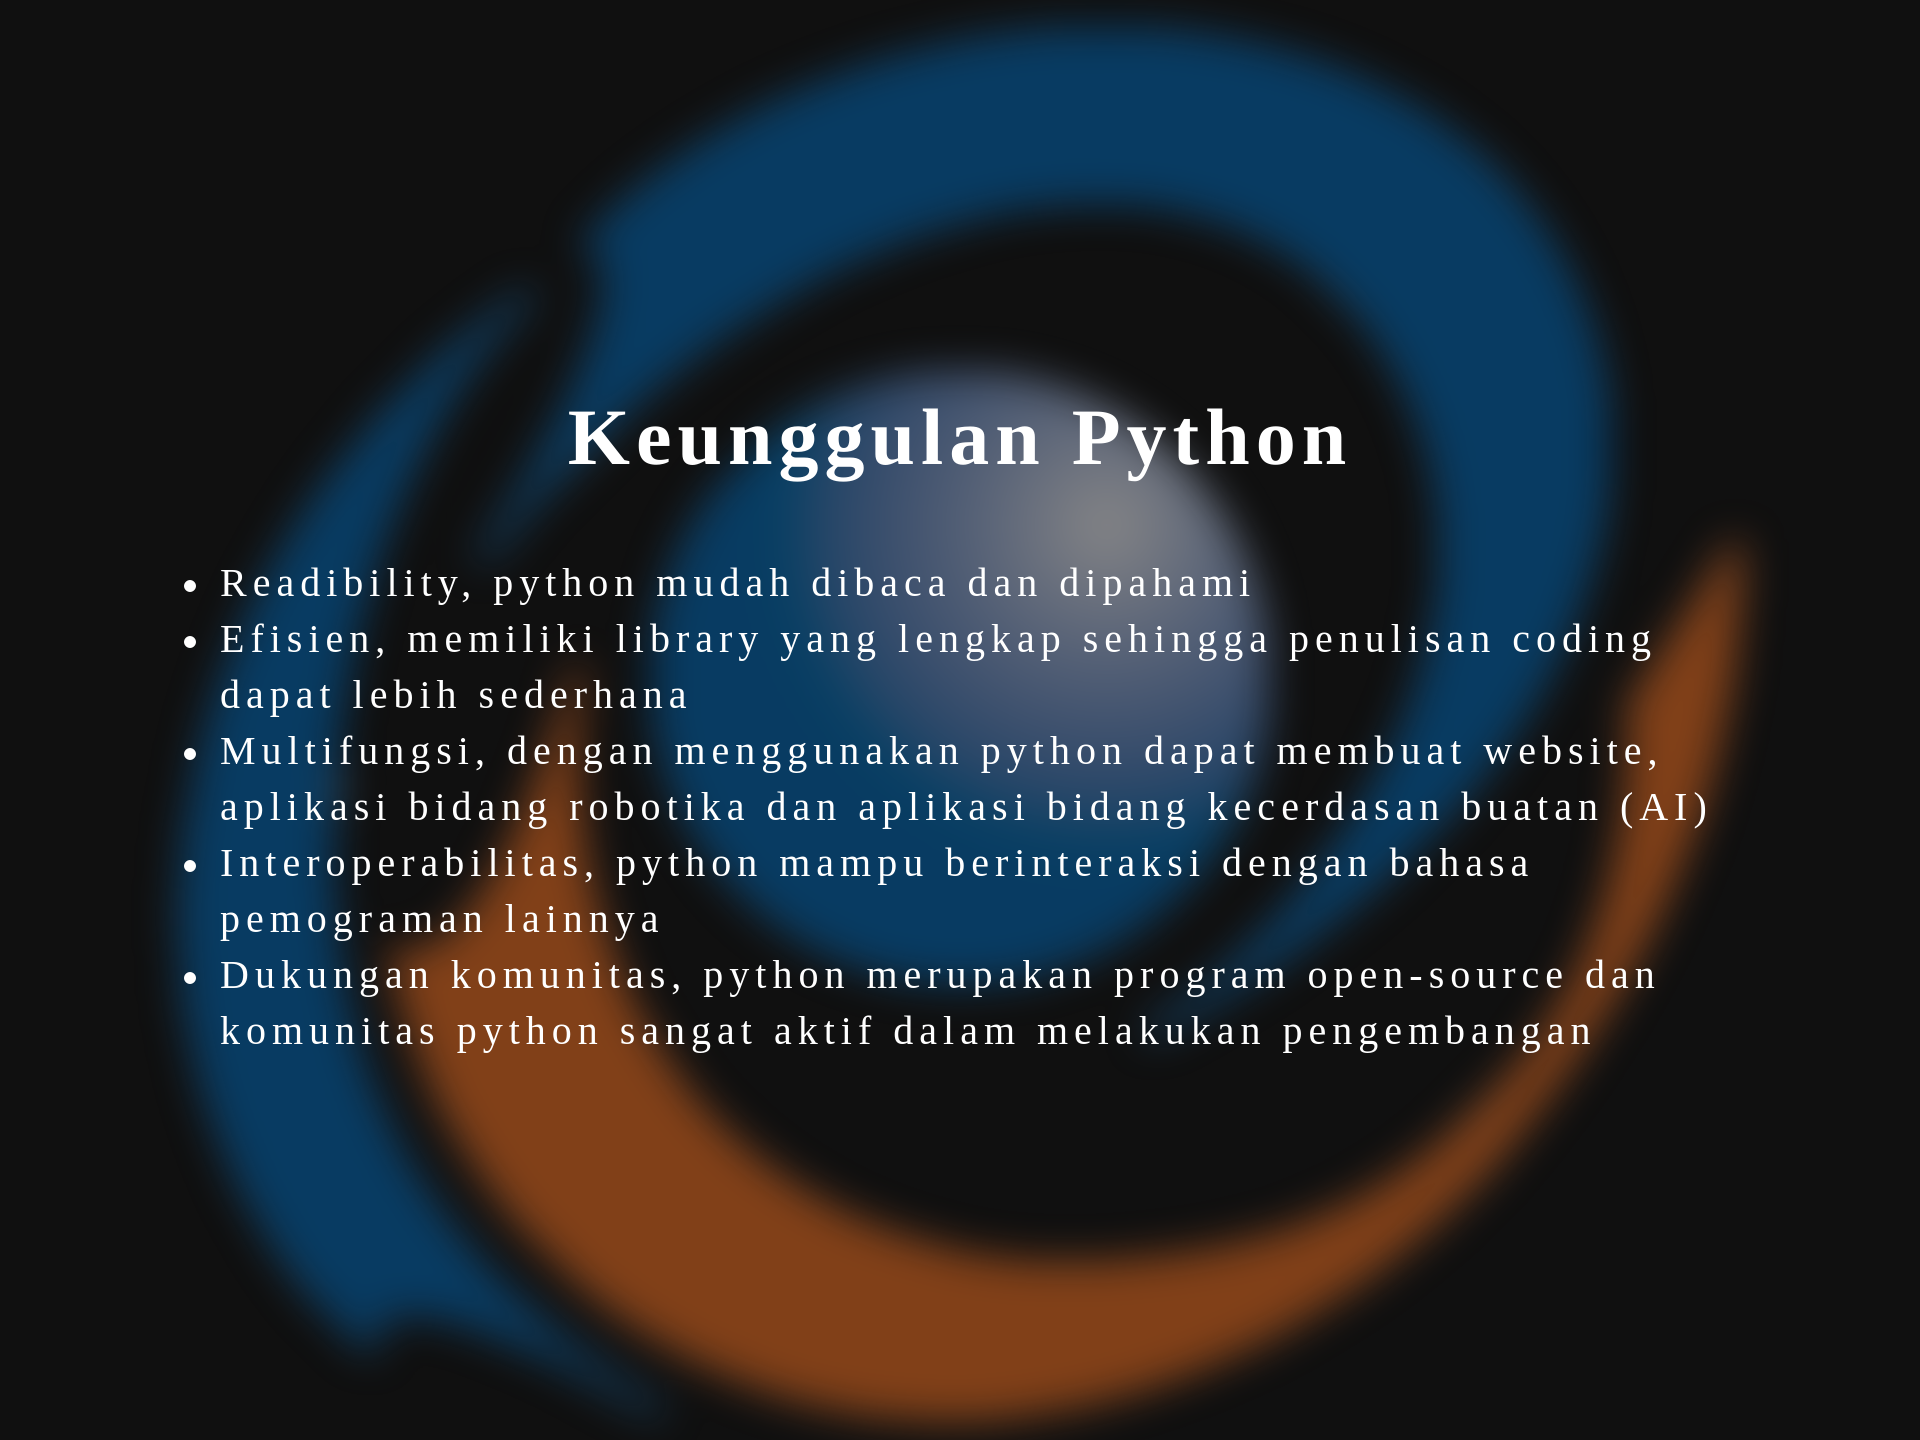 Keunggulan Python
• Readibility, python mudah dibaca dan dipahami
• Efisien, memiliki library yang lengkap sehingga penulisan coding
dapat lebih sederhana
• Multifungsi, dengan menggunakan python dapat membuat website,
aplikasi bidang robotika dan aplikasi bidang kecerdasan buatan (AI)
• Interoperabilitas, python mampu berinteraksi dengan bahasa
pemograman lainnya
• Dukungan komunitas, python merupakan program open-source dan
komunitas python sangat aktif dalam melakukan pengembangan